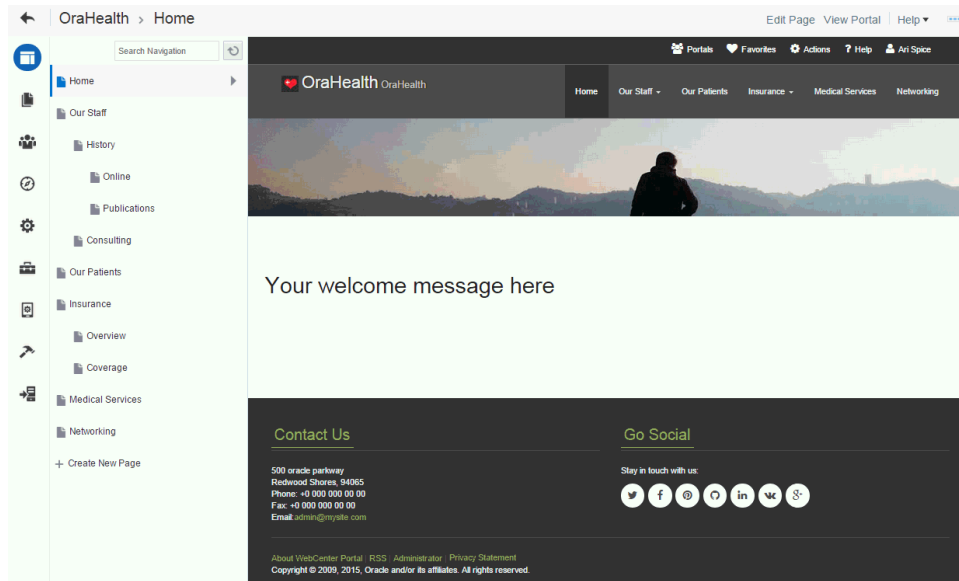 OraHealth > Home
Edit Page View Portal Help
Search Navigation
Home
Our Staff
History
Online
Publications
Consulting
Our Patients
Insurance
Overview
Coverage
Medical Services
Networking
+ Create New Page
Portals Favorites Actions ? Help Ari Spice
OraHealth OraHealth
Home Our Staff Our Patients Insurance Medical Services Networking
Your welcome message here
Contact Us
500 oracle parkway
Redwood Shores, 94065
Phone: +0 000 000 00 00
Fax: +0 000 000 00 00
Email:admin@mysite com
Go Social
Stay in touch with us:
About WebCenter Portal | RSS | Administrator | Privacy Statement
Copyright © 2009, 2015, Oracle and/or its affiliates. All rights reserved.